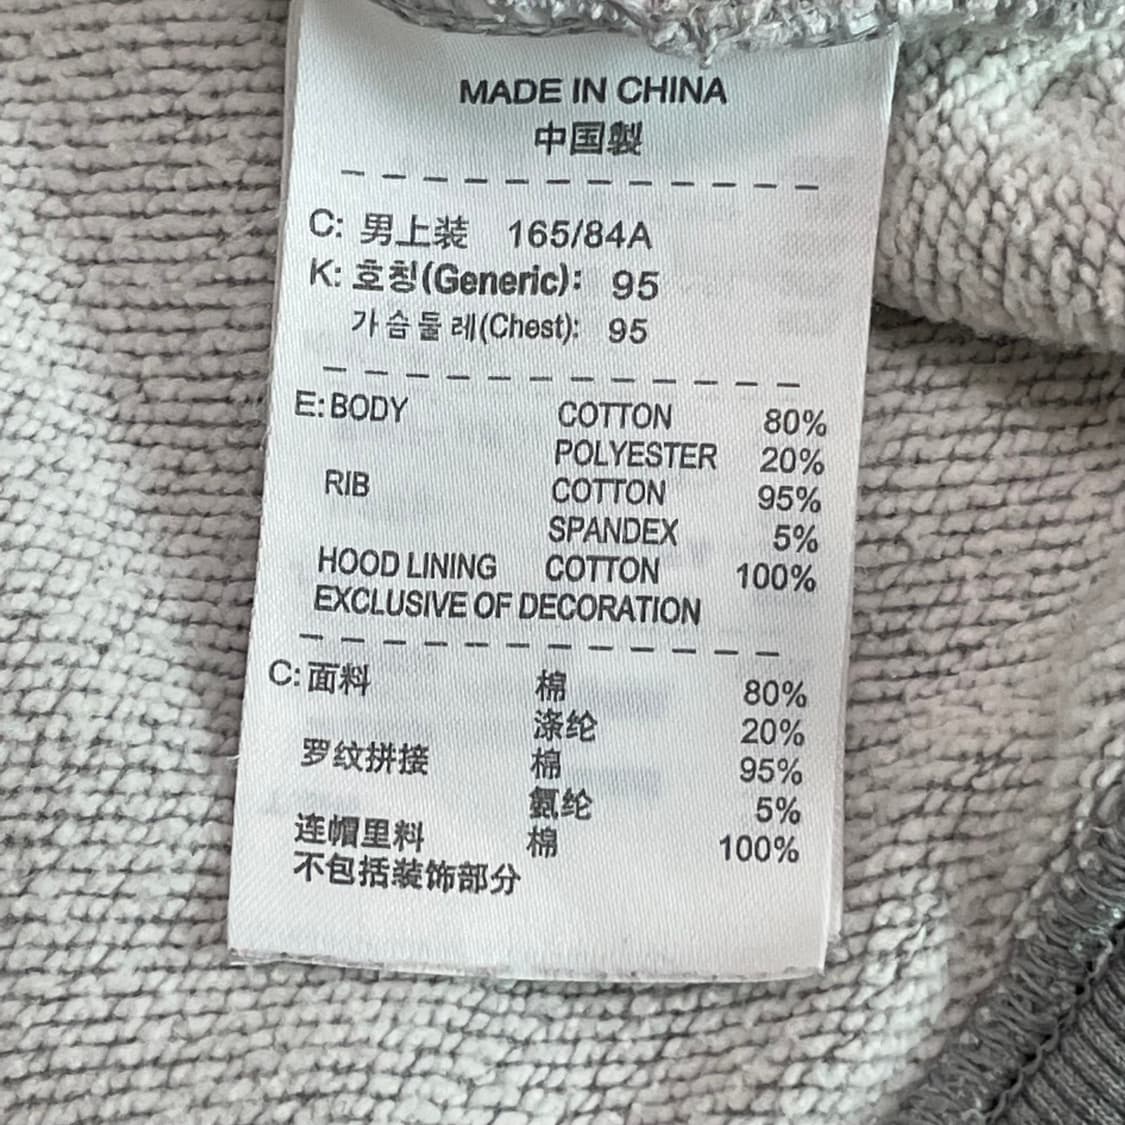 MADE IN CHINA
中国製
C: 男上装 165/84A
K: 호칭(Generic): 95
가슴둘레(Chest): 95
E: BODY COTTON 80%
POLYESTER 20%
RIB COTTON 95%
SPANDEX 5%
HOOD LINING COTTON 100%
EXCLUSIVE OF DECORATION
C: 面料 棉 80%
涤纶 20%
罗纹拼接 棉 95%
氨纶 5%
连帽里料 棉 100%
不包括装饰部分